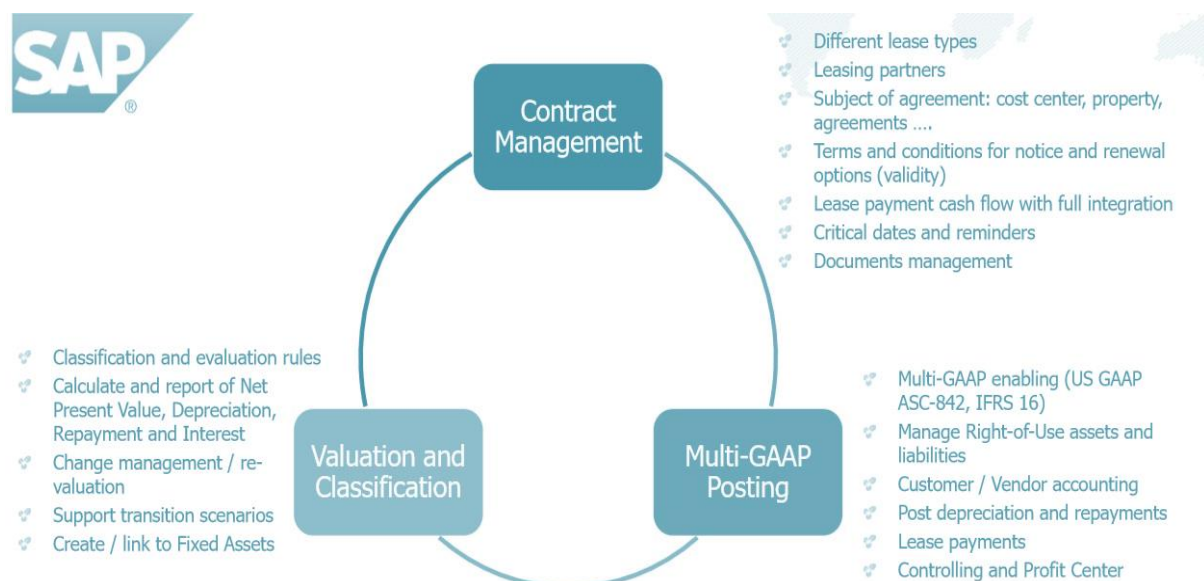 SAP
®
Contract
Management
Different lease types
Leasing partners
Subject of agreement: cost center, property,
agreements ....
Terms and conditions for notice and renewal
options (validity)
Lease payment cash flow with full integration
Critical dates and reminders
Documents management
Classification and evaluation rules
Calculate and report of Net
Present Value, Depreciation,
Repayment and Interest
Change management / re-
valuation
Support transition scenarios
Create / link to Fixed Assets
Valuation and
Classification
Multi-GAAP
Posting
Multi-GAAP enabling (US GAAP
ASC-842, IFRS 16)
Manage Right-of-Use assets and
liabilities
Customer / Vendor accounting
Post depreciation and repayments
Lease payments
Controlling and Profit Center